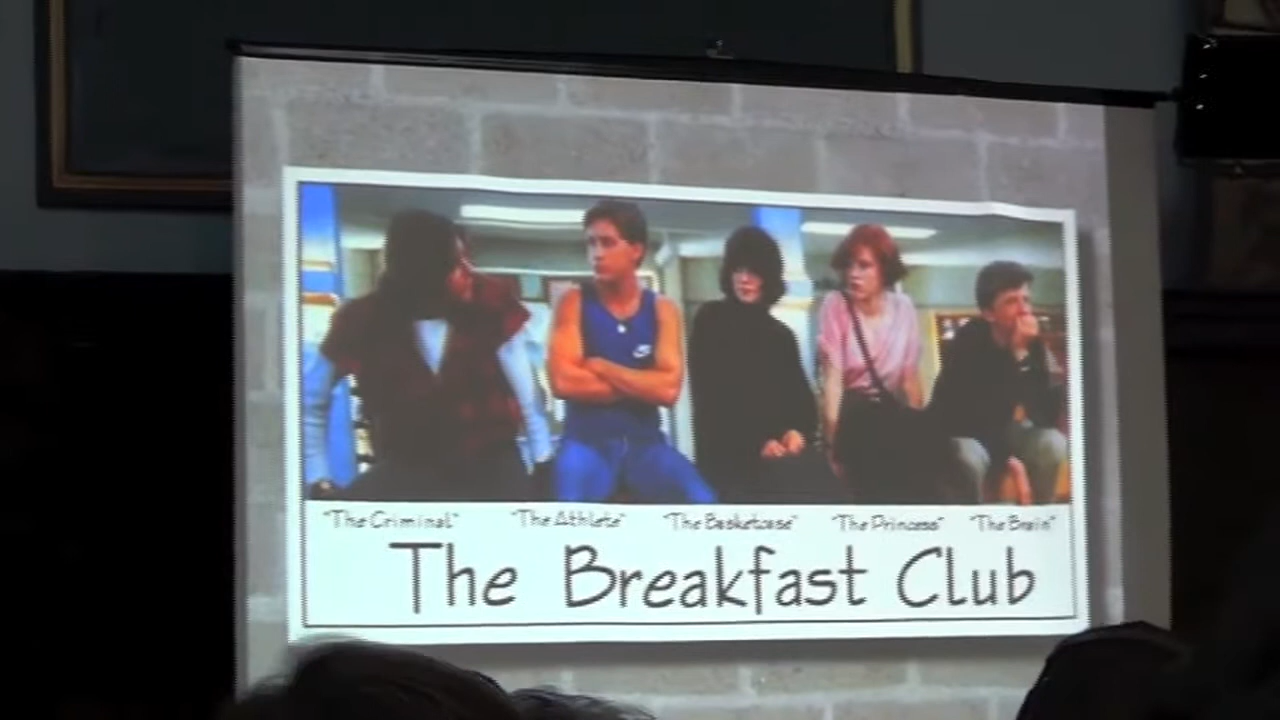 "The Criminal" "The Athlete" "The Basketcase" "The Princess" "The Brain"
The Breakfast Club